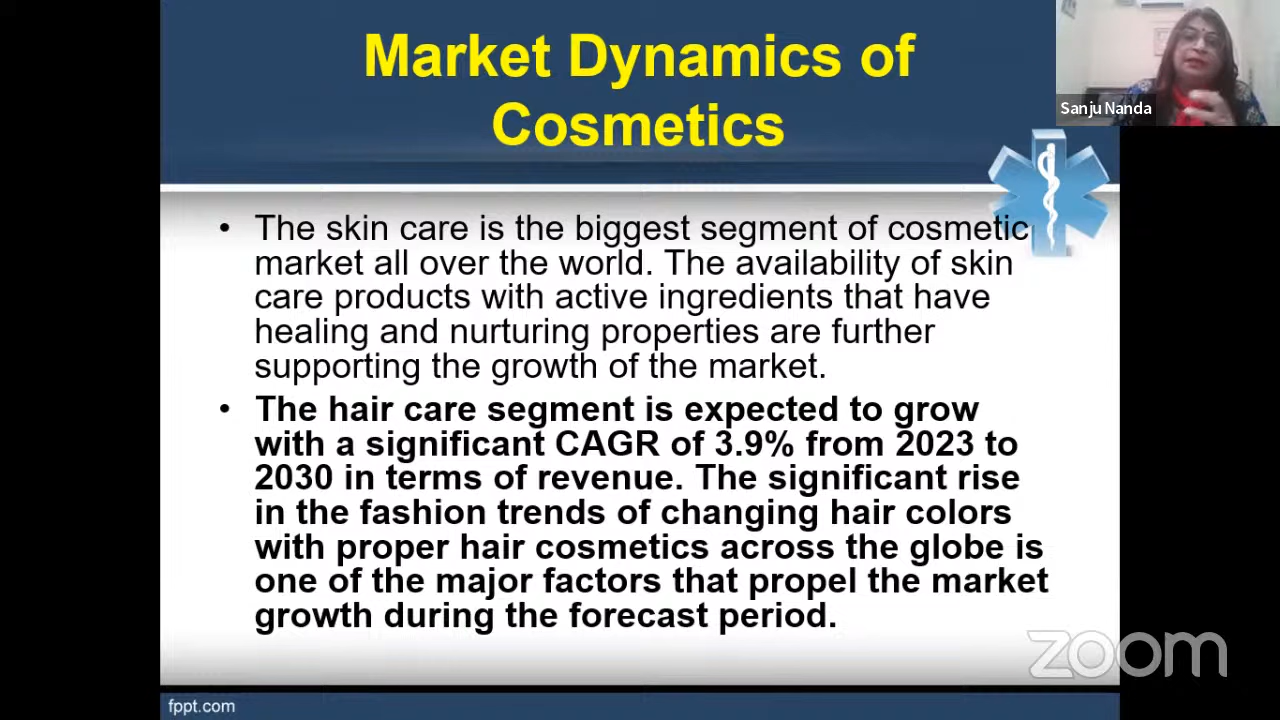 Market Dynamics of
Cosmetics
Sanju Nanda
• The skin care is the biggest segment of cosmetic
market all over the world. The availability of skin
care products with active ingredients that have
healing and nurturing properties are further
supporting the growth of the market.
• The hair care segment is expected to grow
with a significant CAGR of 3.9% from 2023 to
2030 in terms of revenue. The significant rise
in the fashion trends of changing hair colors
with proper hair cosmetics across the globe is
one of the major factors that propel the market
growth during the forecast period.
zoom
fppt.com